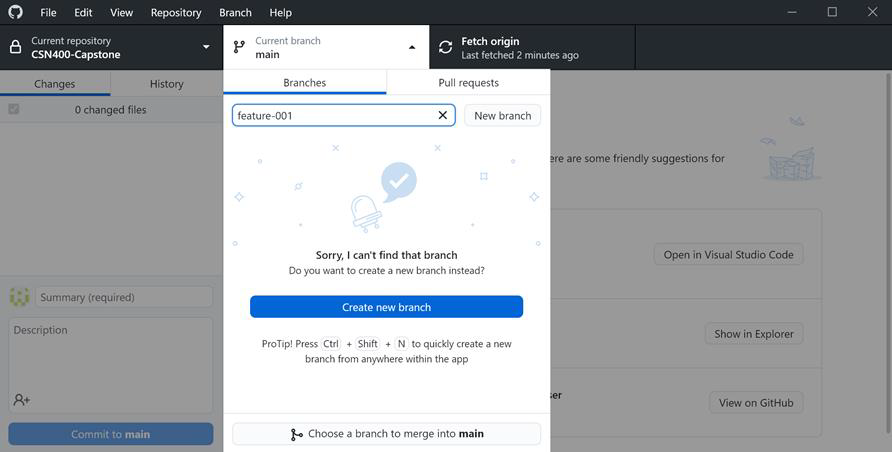 File Edit View Repository Branch Help
Current repository
CSN400-Capstone
Current branch
main
Fetch origin
Last fetched 2 minutes ago
Changes History
0 changed files
Branches Pull requests
feature-001
New branch
Sorry, I can't find that branch
Do you want to create a new branch instead?
Create new branch
ProTip! Press Ctrl + Shift + N to quickly create a new
branch from anywhere within the app
Choose a branch to merge into main
ere are some friendly suggestions for
Open in Visual Studio Code
Show in Explorer
ser
View on GitHub
Summary (required)
Description
Commit to main